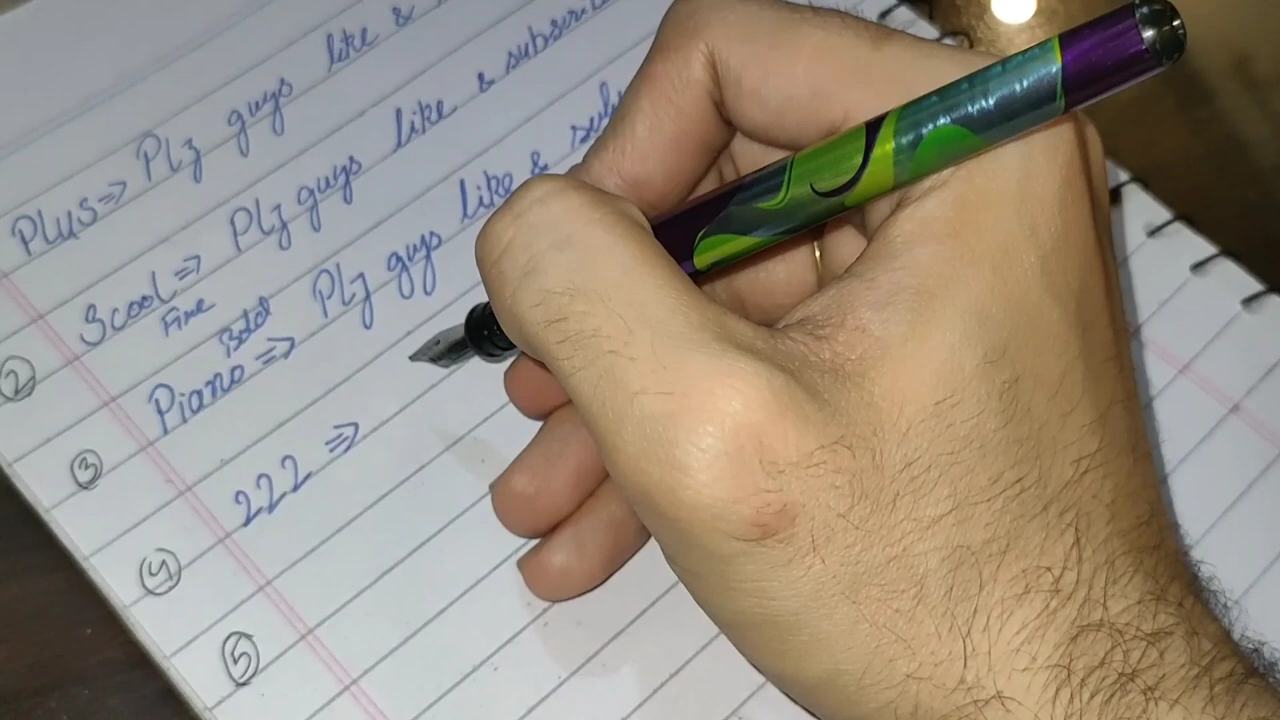 Plus => Plz guys like &
② Scool => Plz guys like & subscri
Fine
Bold
③ Piano => Plz guys like & sub
④ 222 =>
⑤